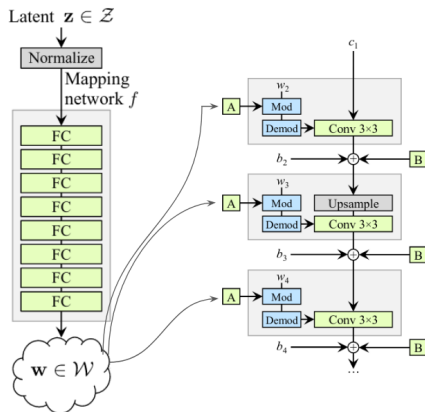 Latent z ∈ 𝒵
Normalize
Mapping
network f
FC
FC
FC
FC
FC
FC
FC
FC
w ∈ 𝒲
c₁
A
w₂
Mod
Demod
Conv 3×3
b₂
B
A
w₃
Mod
Upsample
Demod
Conv 3×3
b₃
B
A
w₄
Mod
Demod
Conv 3×3
b₄
B
...